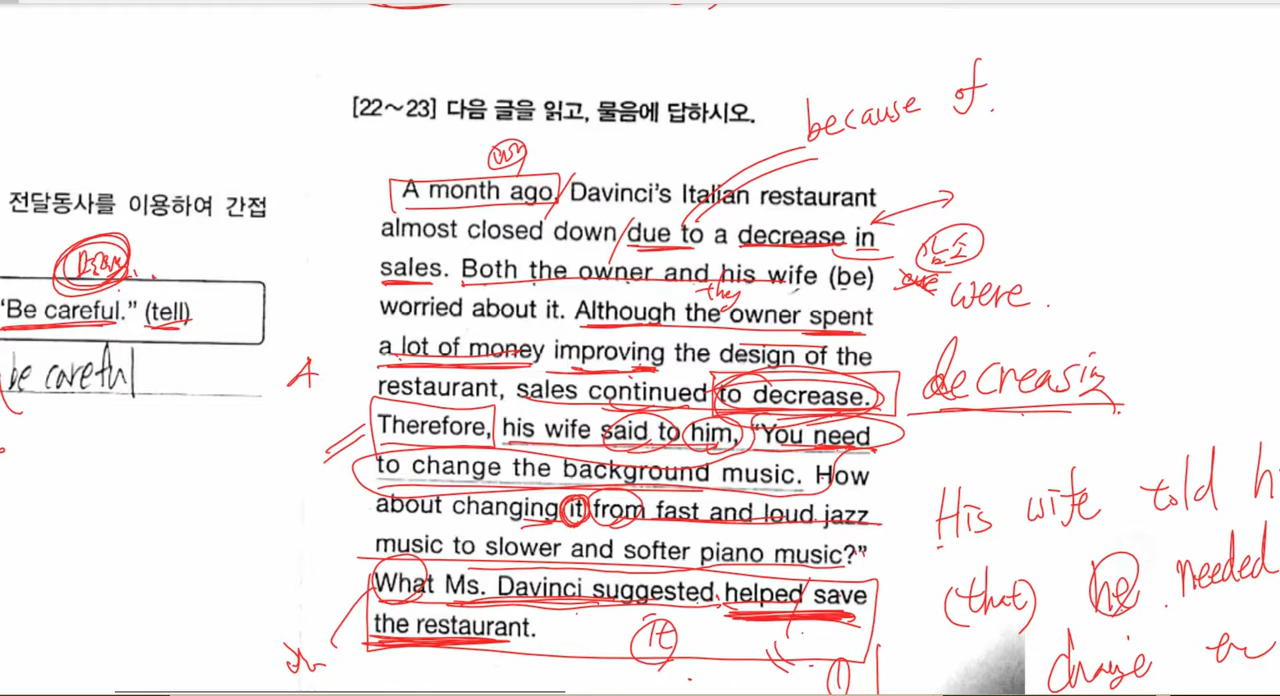 because of.
[22～23] 다음 글을 읽고, 물음에 답하시오.
전달동사를 이용하여 간접
“Be careful.” (tell)
be careful
A month ago, Davinci's Italian restaurant
almost closed down due to a decrease in
감소
sales. Both the owner and his wife (be)
were.
they
worried about it. Although the owner spent
a lot of money improving the design of the
A
restaurant, sales continued to decrease.
decreasin
Therefore, his wife said to him, “You need
to change the background music. How
about changing it from fast and loud jazz
His wife told h
music to slower and softer piano music?”
What Ms. Davinci suggested helped save
(that) he needed
the restaurant.
it
change